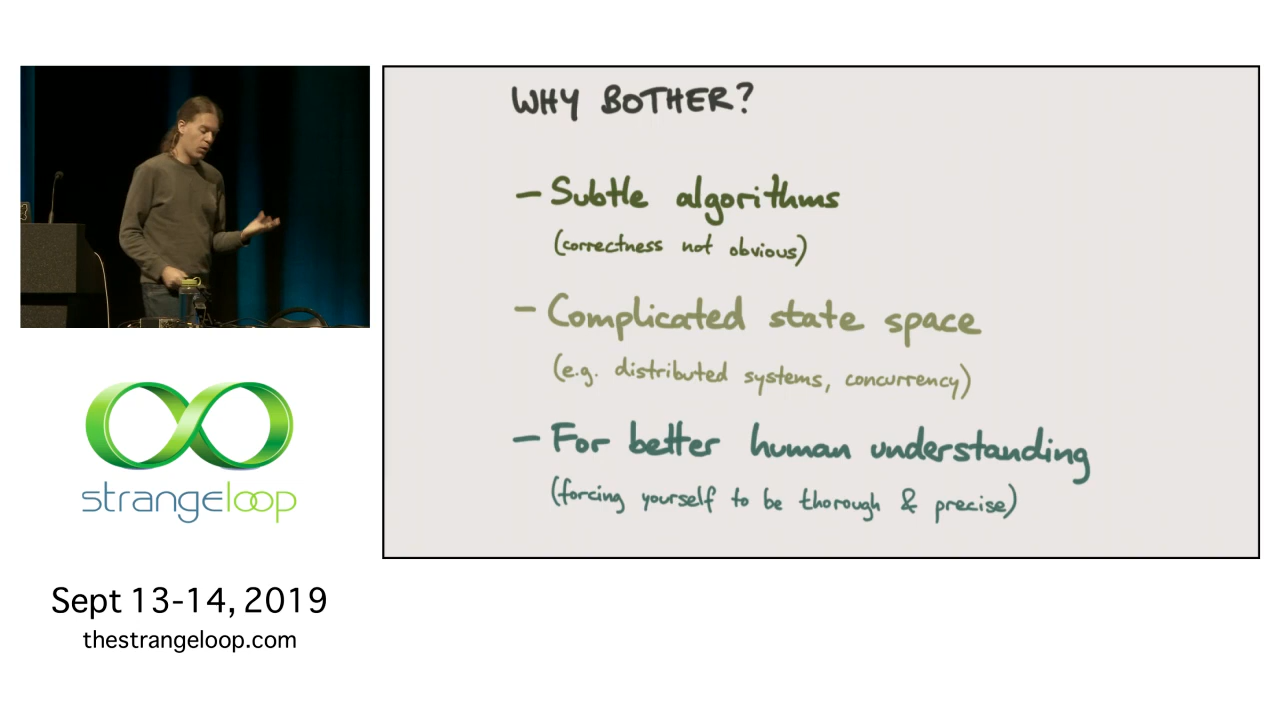 WHY BOTHER?
– Subtle algorithms
(correctness not obvious)
– Complicated state space
(e.g. distributed systems, concurrency)
– For better human understanding
(forcing yourself to be thorough & precise)
strangeloop
Sept 13-14, 2019
thestrangeloop.com